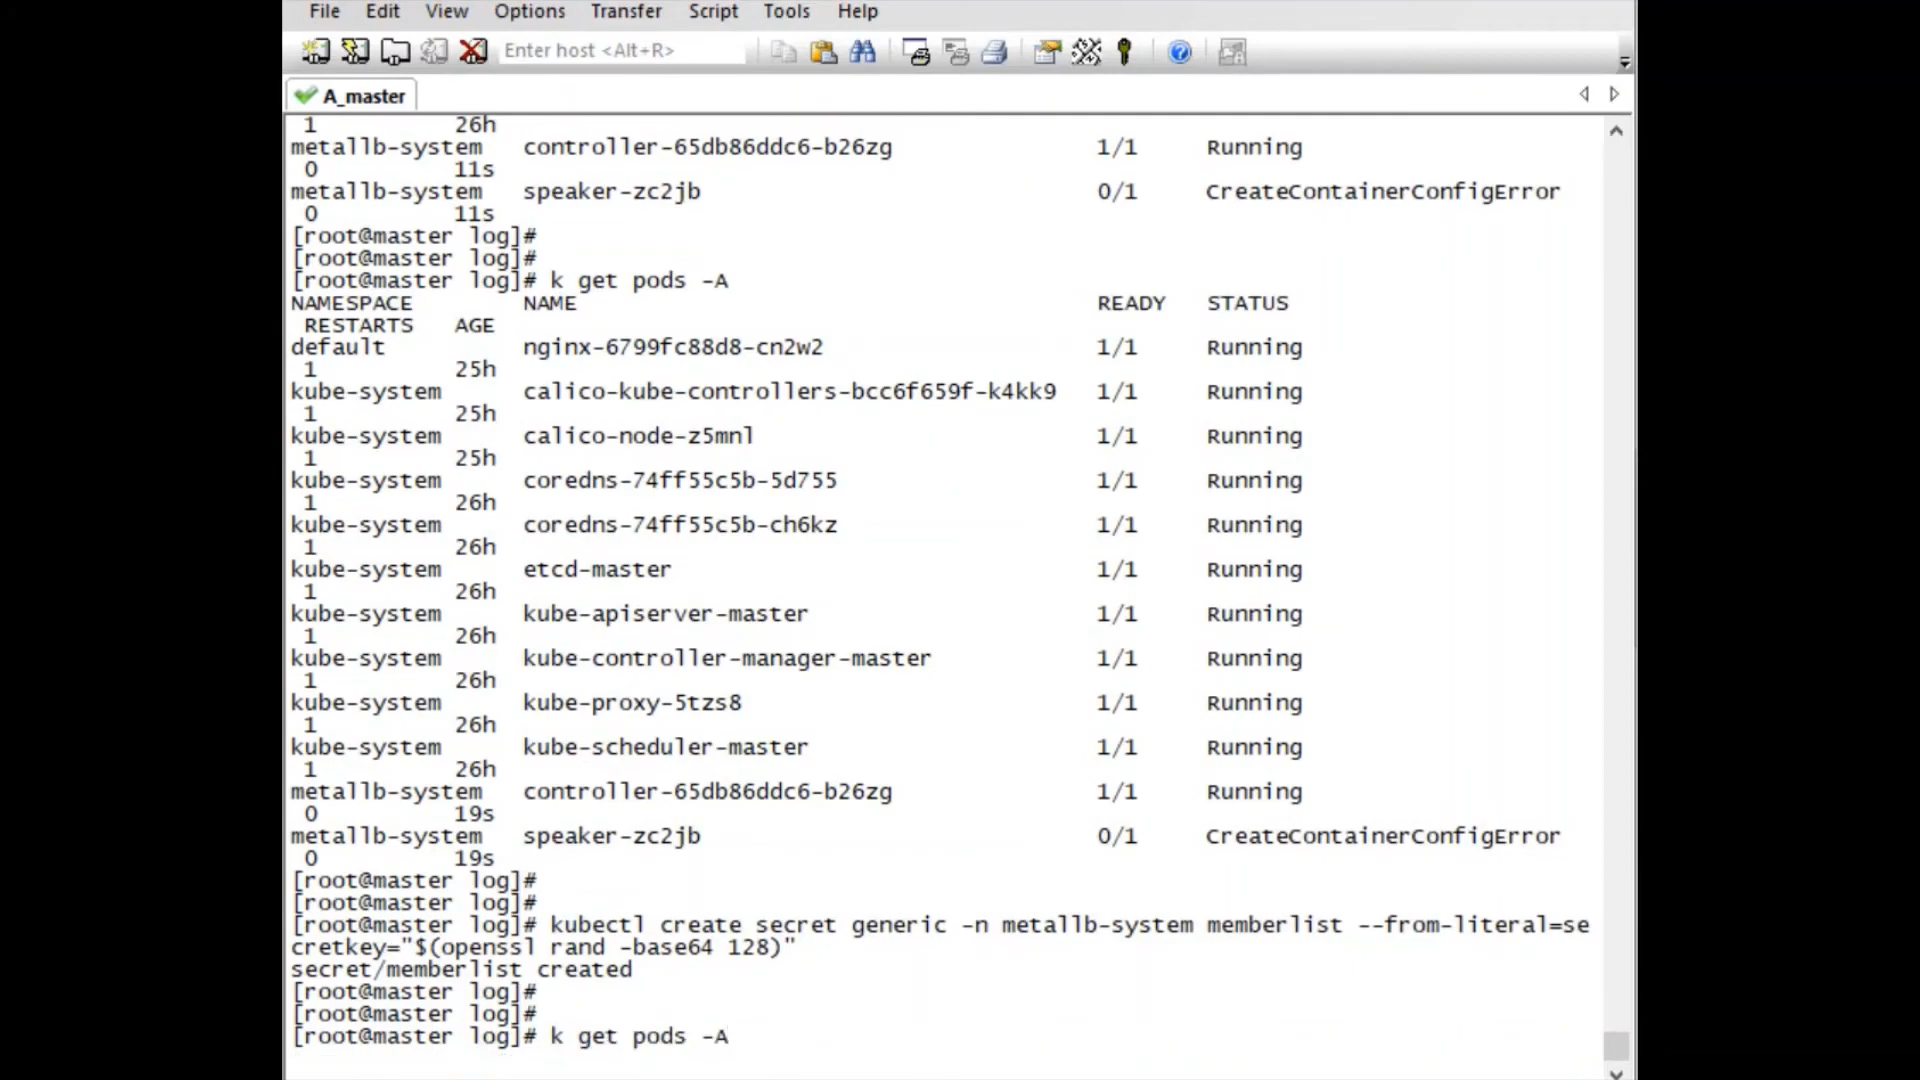 File Edit View Options Transfer Script Tools Help
Enter host <Alt+R>
A_master
1 26h
metallb-system controller-65db86ddc6-b26zg 1/1 Running
0 11s
metallb-system speaker-zc2jb 0/1 CreateContainerConfigError
0 11s
[root@master log]#
[root@master log]#
[root@master log]# k get pods -A
NAMESPACE NAME READY STATUS
RESTARTS AGE
default nginx-6799fc88d8-cn2w2 1/1 Running
1 25h
kube-system calico-kube-controllers-bcc6f659f-k4kk9 1/1 Running
1 25h
kube-system calico-node-z5mnl 1/1 Running
1 25h
kube-system coredns-74ff55c5b-5d755 1/1 Running
1 26h
kube-system coredns-74ff55c5b-ch6kz 1/1 Running
1 26h
kube-system etcd-master 1/1 Running
1 26h
kube-system kube-apiserver-master 1/1 Running
1 26h
kube-system kube-controller-manager-master 1/1 Running
1 26h
kube-system kube-proxy-5tzs8 1/1 Running
1 26h
kube-system kube-scheduler-master 1/1 Running
1 26h
metallb-system controller-65db86ddc6-b26zg 1/1 Running
0 19s
metallb-system speaker-zc2jb 0/1 CreateContainerConfigError
0 19s
[root@master log]#
[root@master log]#
[root@master log]# kubectl create secret generic -n metallb-system memberlist --from-literal=se
cretkey="$(openssl rand -base64 128)"
secret/memberlist created
[root@master log]#
[root@master log]#
[root@master log]# k get pods -A